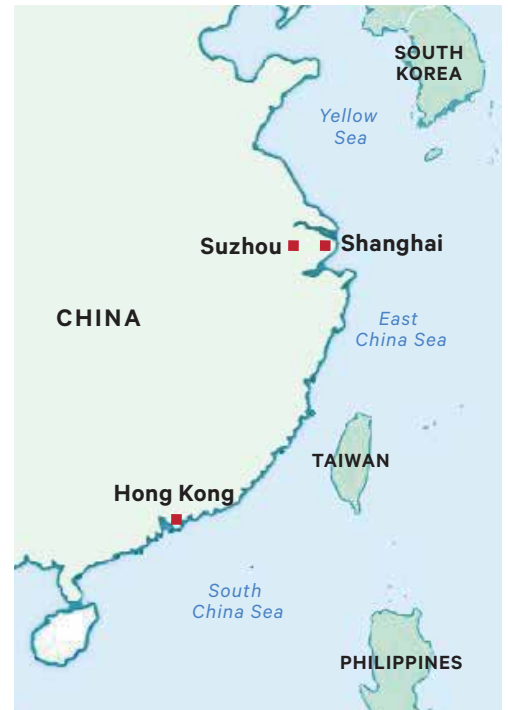 SOUTH
KOREA
Yellow
Sea
Suzhou
Shanghai
CHINA
East
China Sea
TAIWAN
Hong Kong
South
China Sea
PHILIPPINES